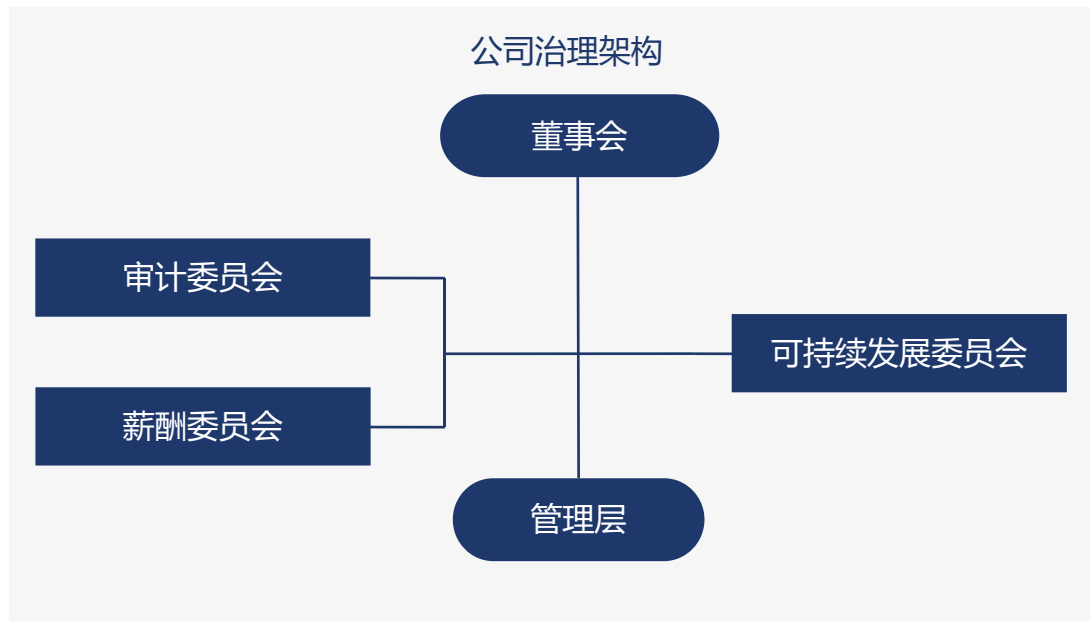 公司治理架构
董事会
审计委员会
可持续发展委员会
薪酬委员会
管理层